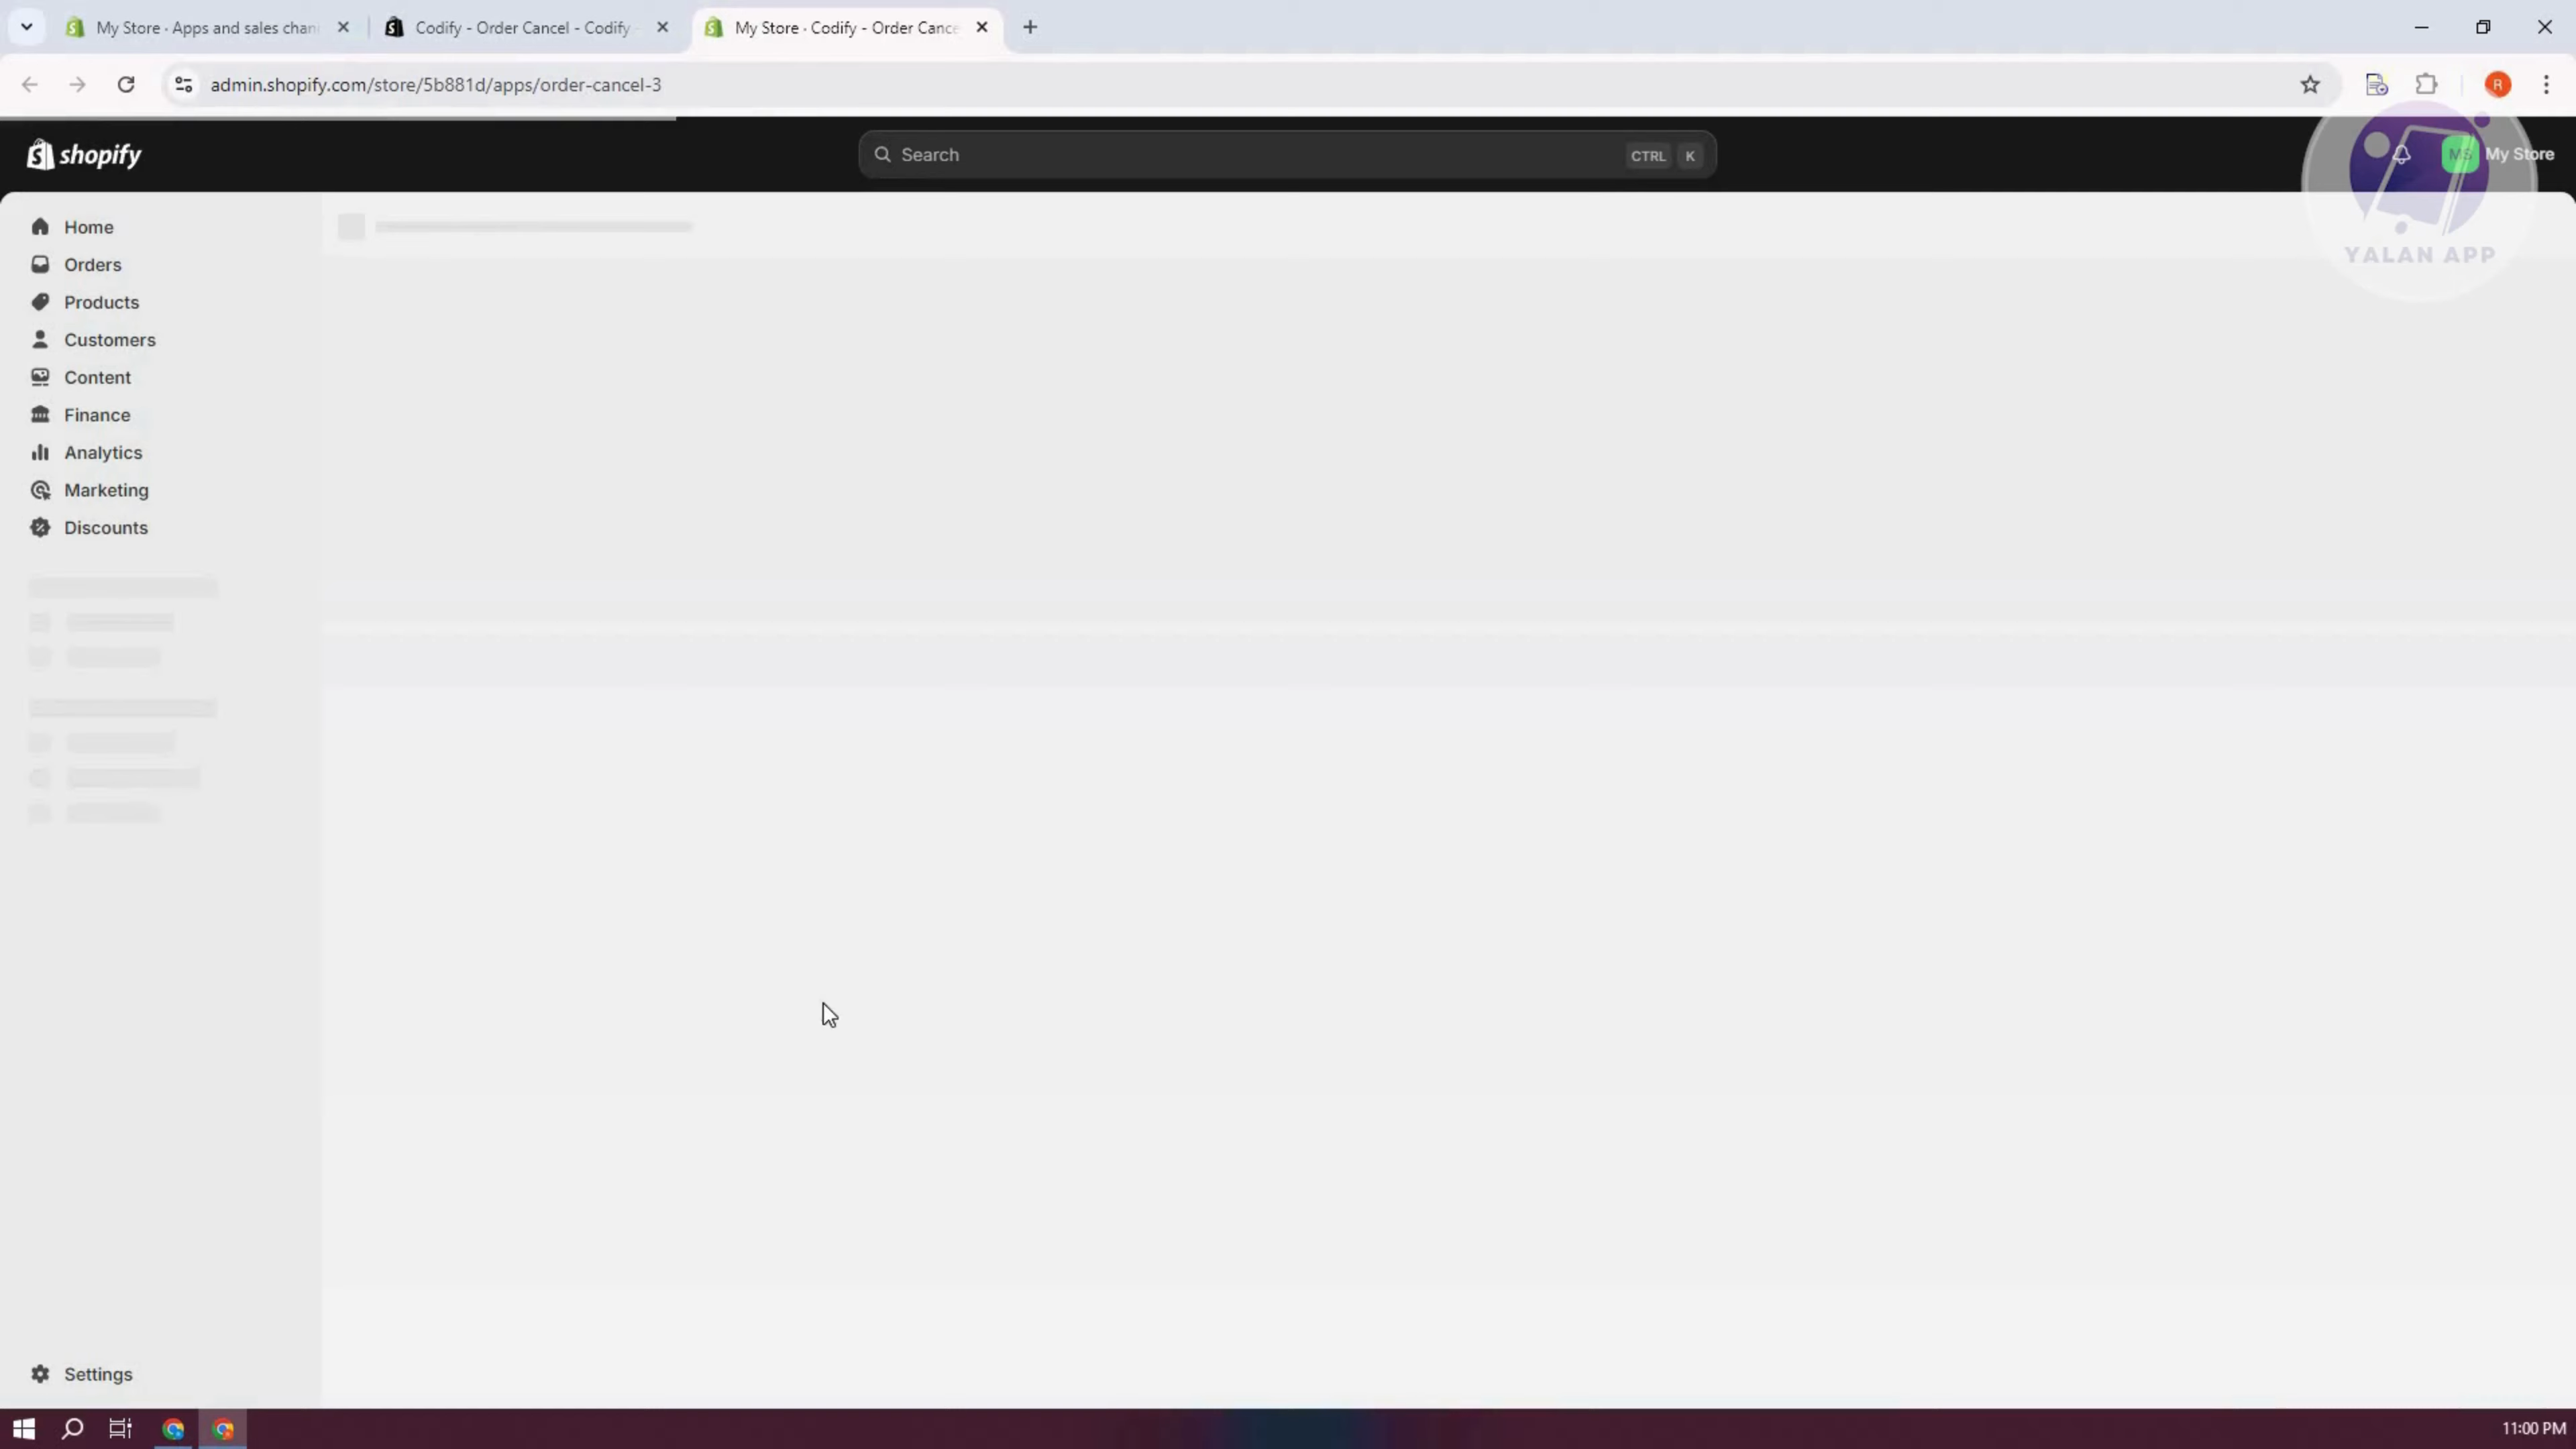 My Store · Apps and sales chan
Codify - Order Cancel - Codify
My Store · Codify - Order Cance
admin.shopify.com/store/5b881d/apps/order-cancel-3
R
shopify
Search
CTRL K
MS
My Store
YALAN APP
Home
Orders
Products
Customers
Content
Finance
Analytics
Marketing
Discounts
Settings
11:00 PM